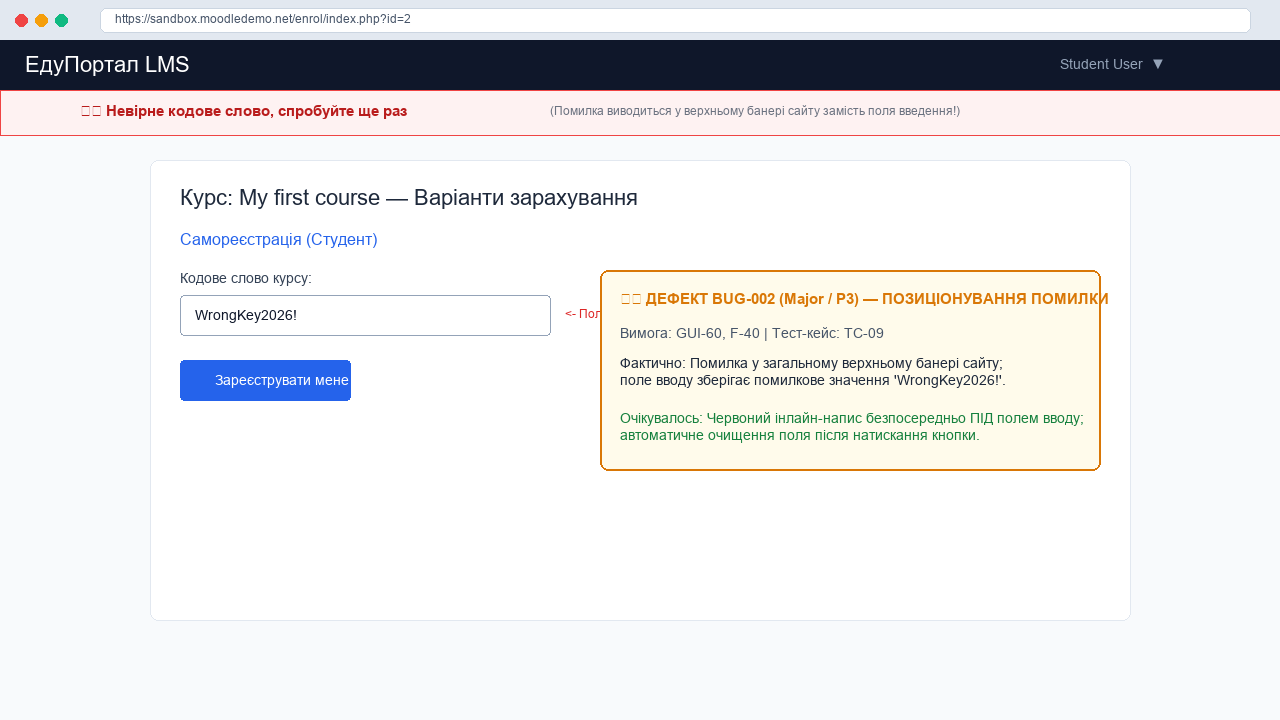 https://sandbox.moodledemo.net/enrol/index.php?id=2
ЕдуПортал LMS
Student User ▼
Невірне кодове слово, спробуйте ще раз
(Помилка виводиться у верхньому банері сайту замість поля введення!)
Курс: My first course — Варіанти зарахування
Самореєстрація (Студент)
Кодове слово курсу:
WrongKey2026!
<-
Зареєструвати мене
ДЕФЕКТ BUG-002 (Major / P3) — ПОЗИЦІОНУВАННЯ ПОМИЛКИ
Вимога: GUI-60, F-40 | Тест-кейс: TC-09
Фактично: Помилка у загальному верхньому банері сайту;
поле вводу зберігає помилкове значення 'WrongKey2026!'.
Очікувалось: Червоний інлайн-напис безпосередньо ПІД полем вводу;
автоматичне очищення поля після натискання кнопки.